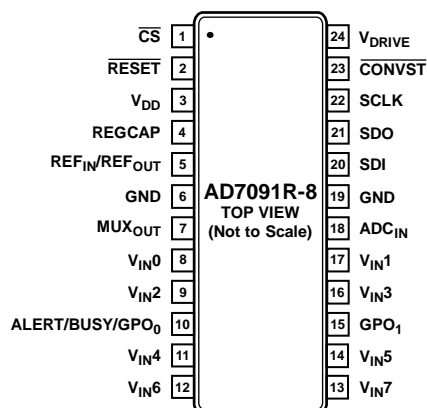 CS 1
RESET 2
VDD 3
REGCAP 4
REFIN/REFOUT 5
GND 6
MUXOUT 7
VIN0 8
VIN2 9
ALERT/BUSY/GPO0 10
VIN4 11
VIN6 12
AD7091R-8
TOP VIEW
(Not to Scale)
24 VDRIVE
23 CONVST
22 SCLK
21 SDO
20 SDI
19 GND
18 ADCIN
17 VIN1
16 VIN3
15 GPO1
14 VIN5
13 VIN7